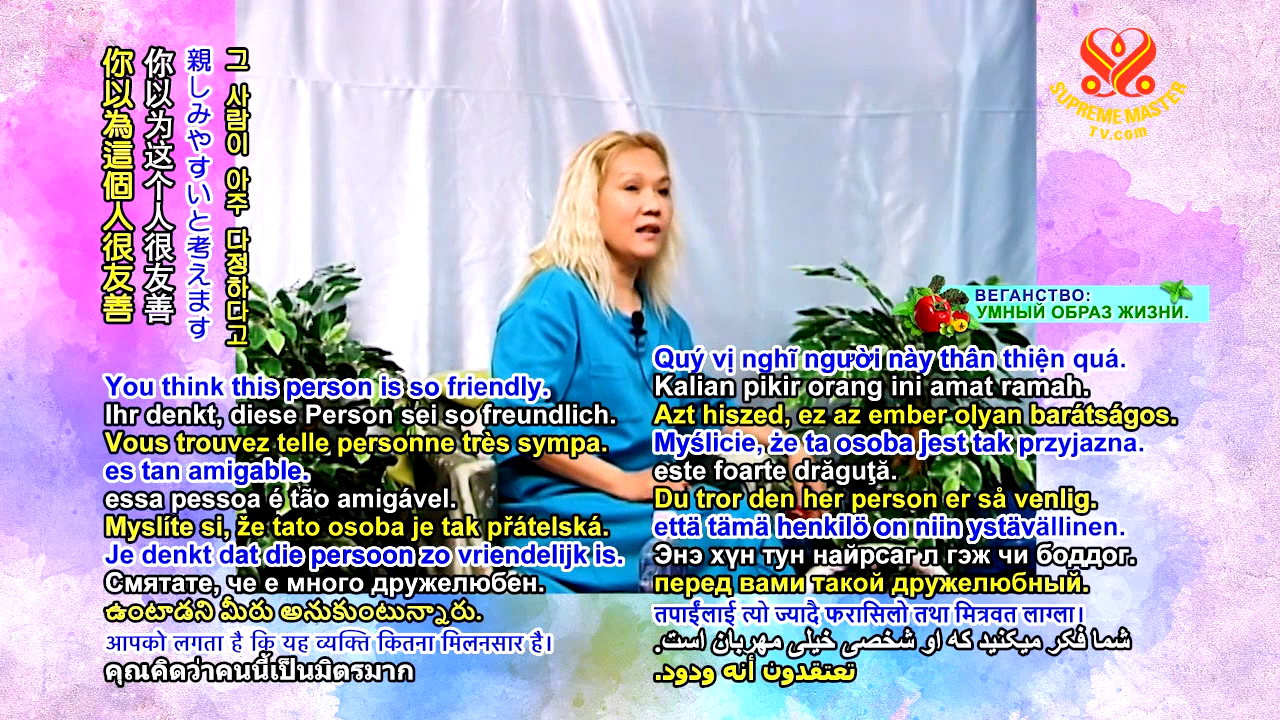 你以為這個人很友善
你以为这个人很友善
親しみやすいと考えます
그 사람이 아주 다정하다고
SUPREME MASTER
TV.com
ВЕГАНСТВО:
УМНЫЙ ОБРАЗ ЖИЗНИ.
You think this person is so friendly.
Ihr denkt, diese Person sei so freundlich.
Vous trouvez telle personne très sympa.
es tan amigable.
essa pessoa é tão amigável.
Myslíte si, že tato osoba je tak přátelská.
Je denkt dat die persoon zo vriendelijk is.
Смятате, че е много дружелюбен.
ఉంటాడని మీరు అనుకుంటున్నారు.
आपको लगता है कि यह व्यक्ति कितना मिलनसार है।
คุณคิดว่าคนนี้เป็นมิตรมาก
Quý vị nghĩ người này thân thiện quá.
Kalian pikir orang ini amat ramah.
Azt hiszed, ez az ember olyan barátságos.
Myślicie, że ta osoba jest tak przyjazna.
este foarte drăguţă.
Du tror den her person er så venlig.
että tämä henkilö on niin ystävällinen.
Энэ хүн тун найрсаг л гэж чи боддог.
перед вами такой дружелюбный.
तपाईंलाई त्यो ज्यादै फरासिलो तथा मित्रवत लाग्ला।
شما فکر میکنید که او شخصی خیلی مهربان است.
تعتقدون أنه ودود.